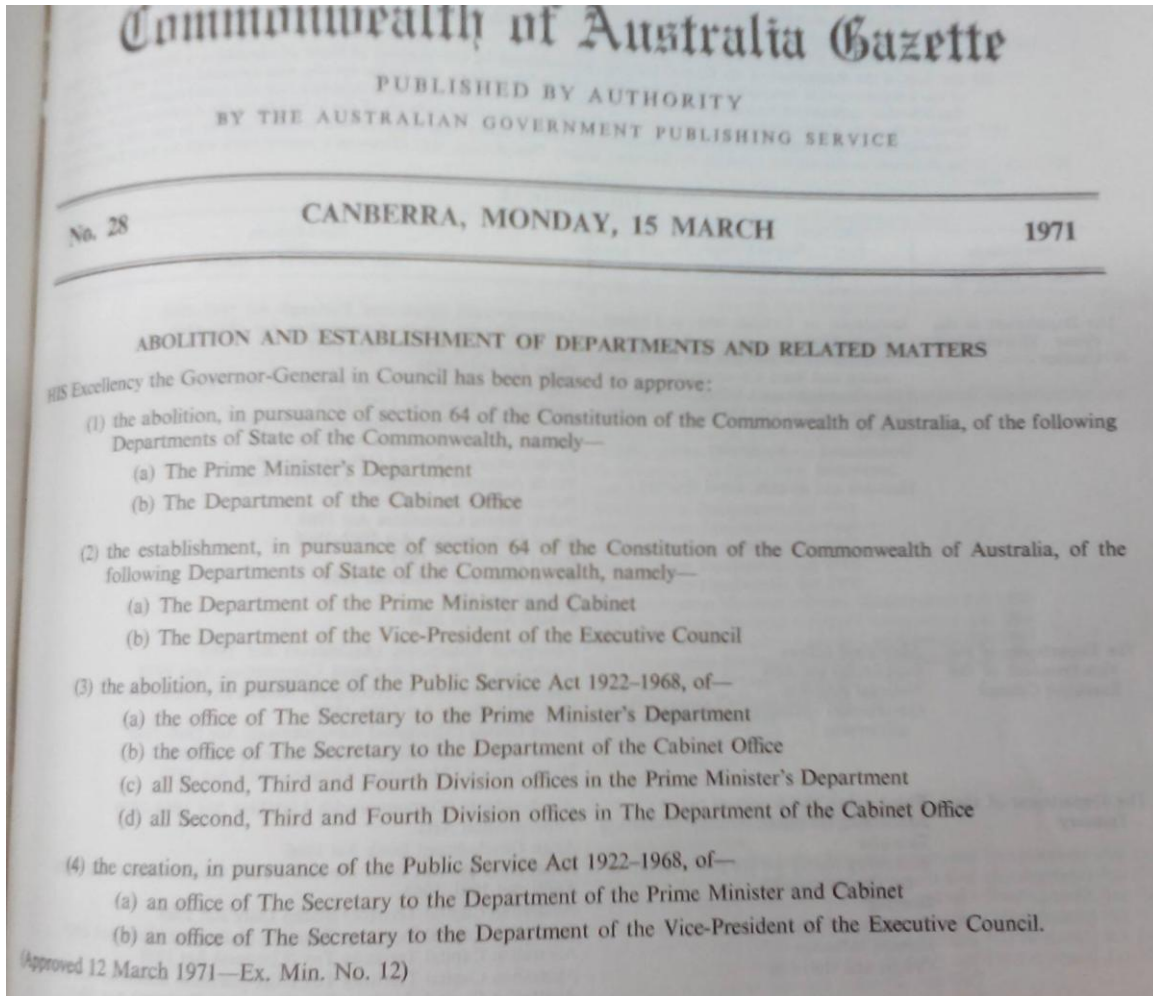 Commonwealth of Australia Gazette
PUBLISHED BY AUTHORITY
BY THE AUSTRALIAN GOVERNMENT PUBLISHING SERVICE
No. 28 CANBERRA, MONDAY, 15 MARCH 1971
ABOLITION AND ESTABLISHMENT OF DEPARTMENTS AND RELATED MATTERS
HIS Excellency the Governor-General in Council has been pleased to approve:
(1) the abolition, in pursuance of section 64 of the Constitution of the Commonwealth of Australia, of the following
Departments of State of the Commonwealth, namely—
(a) The Prime Minister's Department
(b) The Department of the Cabinet Office
(2) the establishment, in pursuance of section 64 of the Constitution of the Commonwealth of Australia, of the
following Departments of State of the Commonwealth, namely—
(a) The Department of the Prime Minister and Cabinet
(b) The Department of the Vice-President of the Executive Council
(3) the abolition, in pursuance of the Public Service Act 1922–1968, of—
(a) the office of The Secretary to the Prime Minister's Department
(b) the office of The Secretary to the Department of the Cabinet Office
(c) all Second, Third and Fourth Division offices in the Prime Minister's Department
(d) all Second, Third and Fourth Division offices in The Department of the Cabinet Office
(4) the creation, in pursuance of the Public Service Act 1922–1968, of—
(a) an office of The Secretary to the Department of the Prime Minister and Cabinet
(b) an office of The Secretary to the Department of the Vice-President of the Executive Council.
(Approved 12 March 1971—Ex. Min. No. 12)